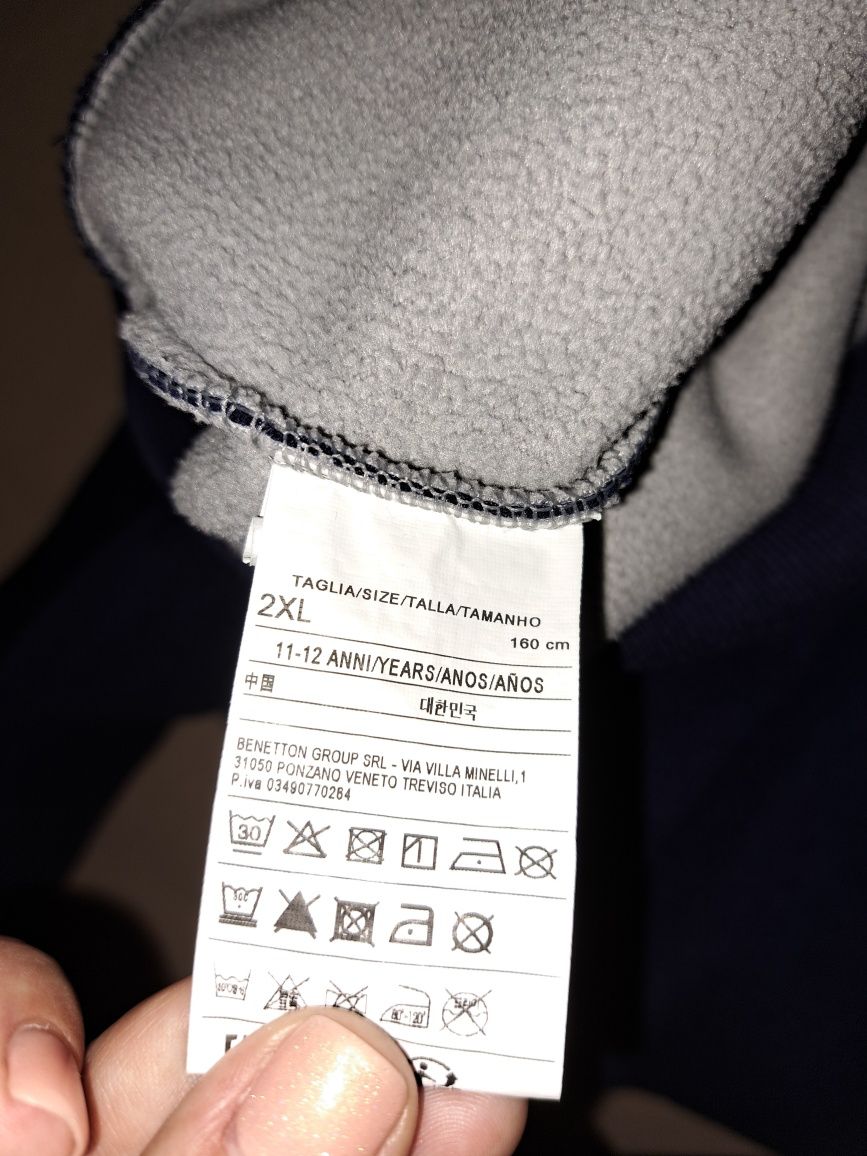 TAGLIA/SIZE/TALLA/TAMANHO
2XL
160 cm
11-12 ANNI/YEARS/ANOS/AÑOS
中国
대한민국
BENETTON GROUP SRL - VIA VILLA MINELLI,1
31050 PONZANO VENETO TREVISO ITALIA
P.iva 03490770264
30